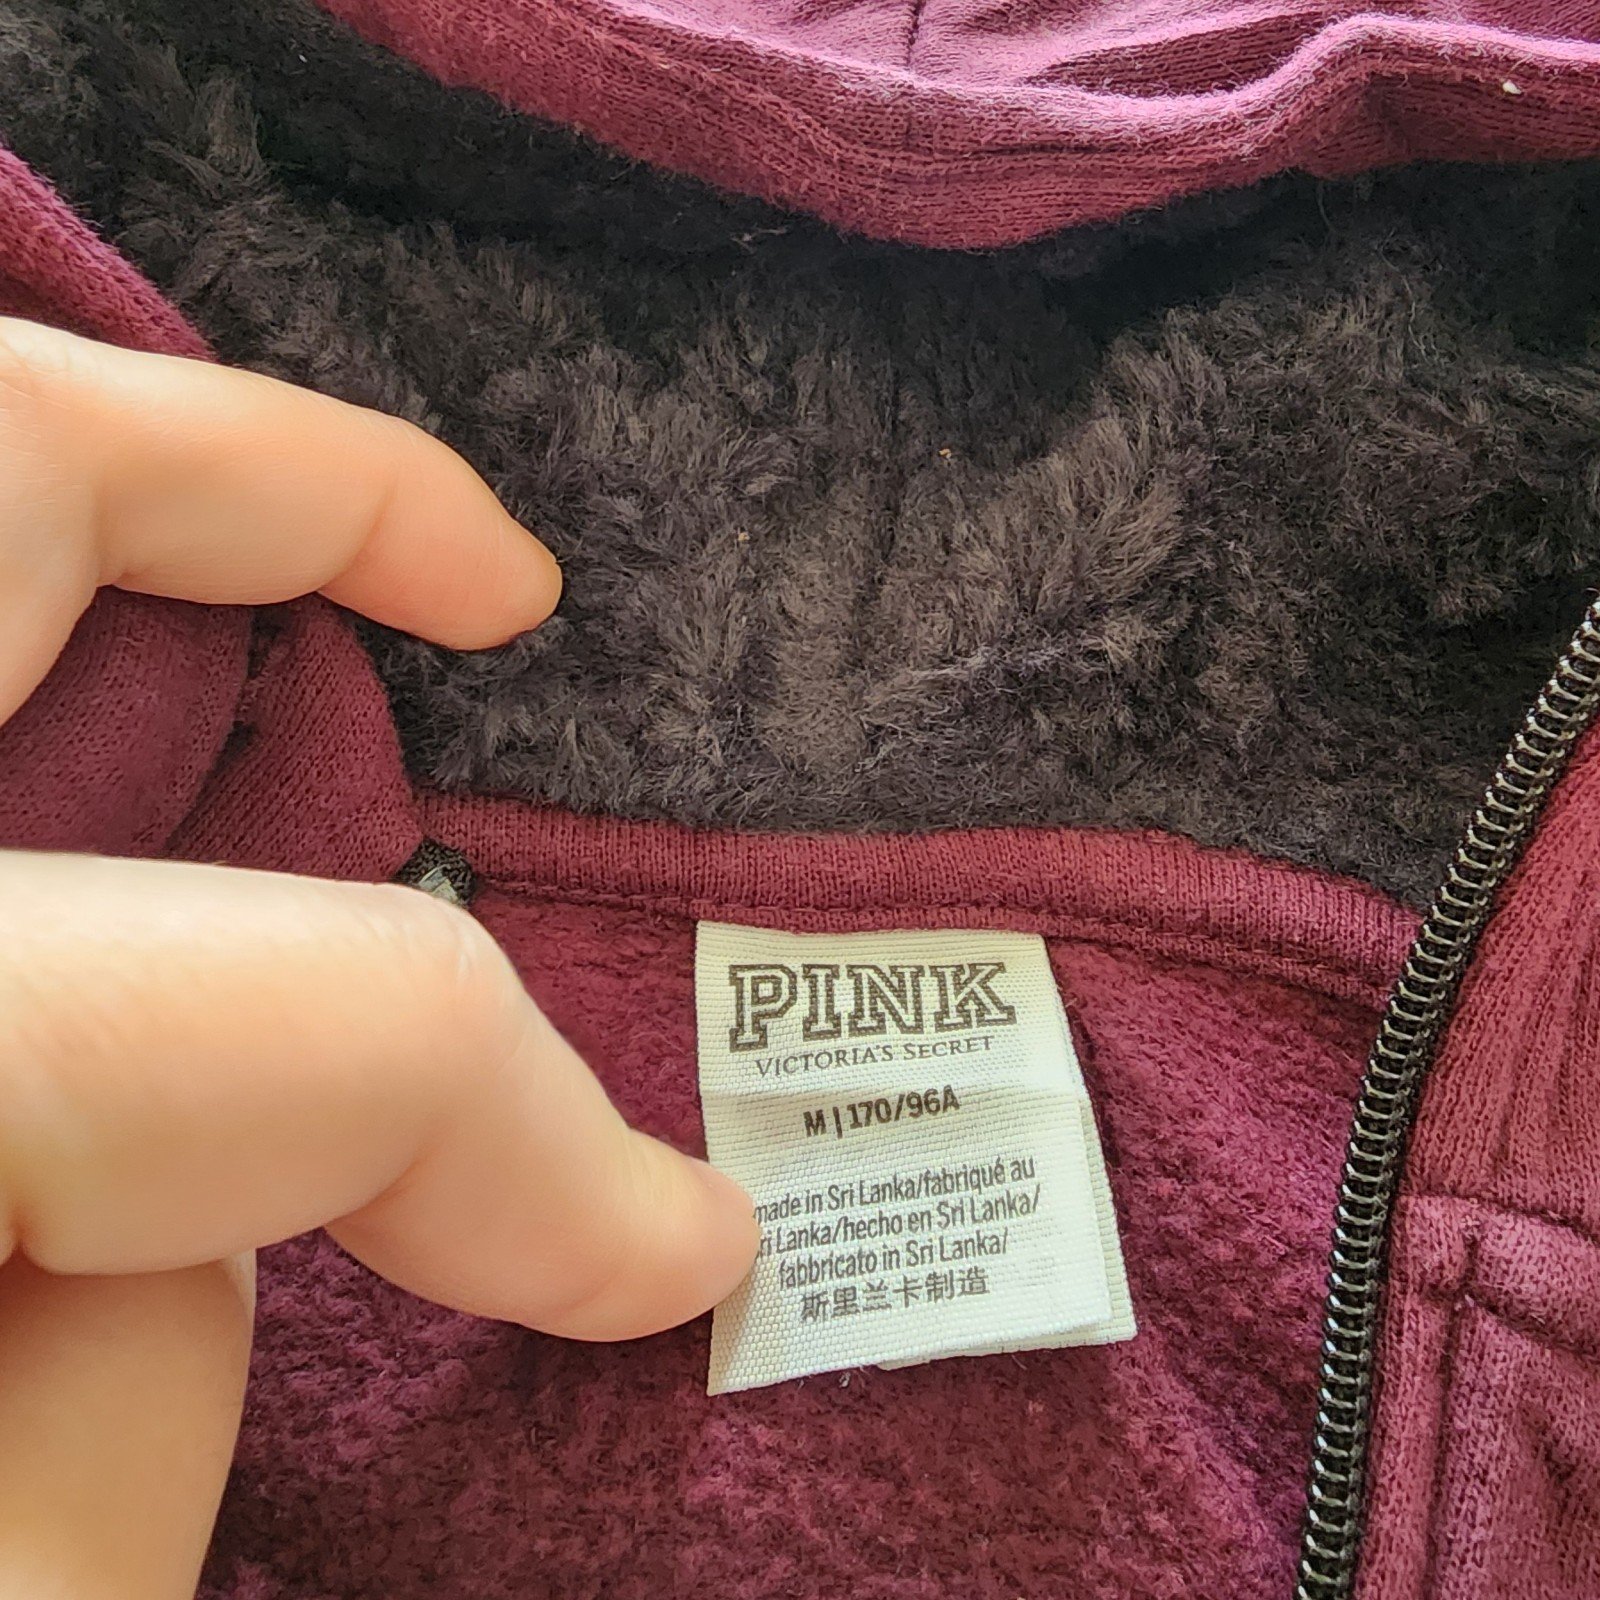 PINK
VICTORIA'S SECRET
M | 170/96A
made in Sri Lanka/fabriqué au
ri Lanka/hecho en Sri Lanka/
fabbricato in Sri Lanka/
斯里兰卡制造